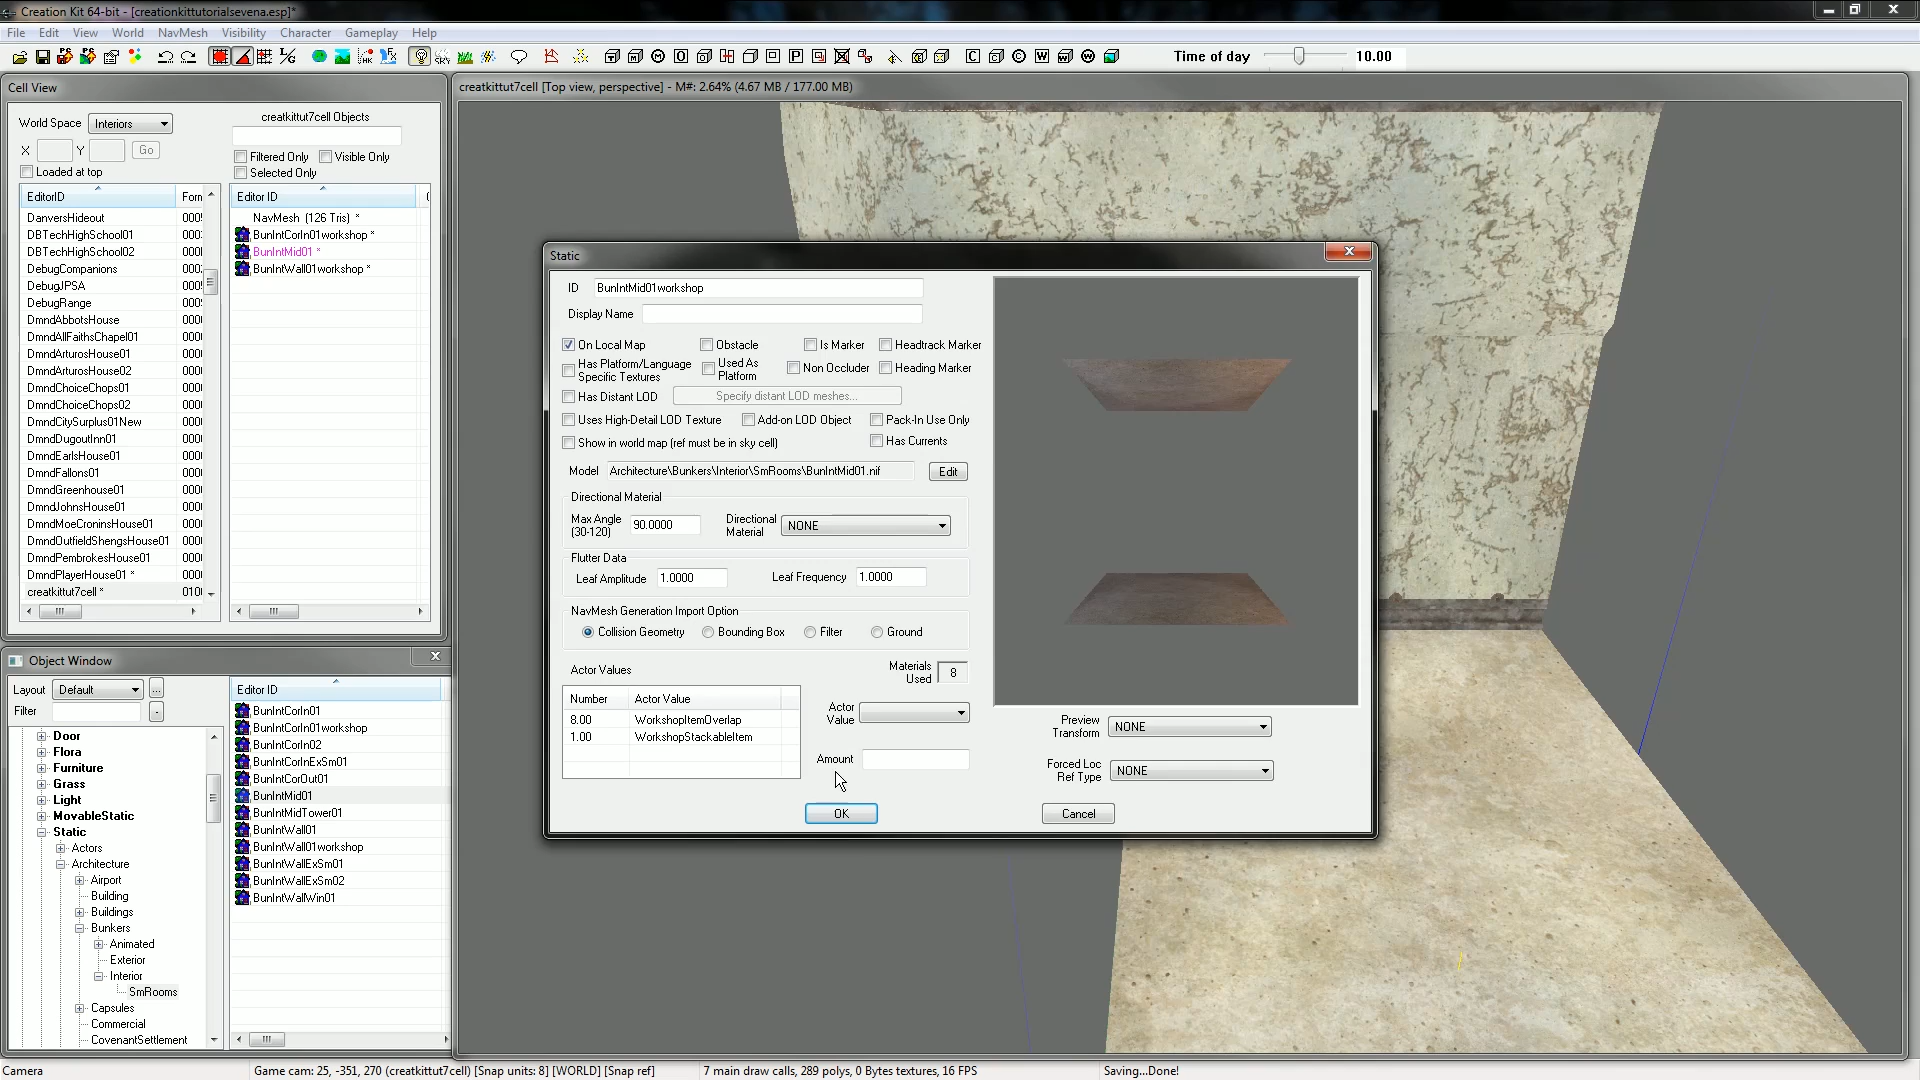 Creation Kit 64-bit - [creationkittutorialsevena.esp]*
File Edit View World NavMesh Visibility Character Gameplay Help
Time of day 10.00
Cell View
World Space Interiors
X Y Go
Loaded at top
EditorID Form
DanversHideout
DBTechHighSchool01
DBTechHighSchool02
DebugCompanions
DebugJPSA
DebugRange
DmndAbbotsHouse
DmndAllFaithsChapel01
DmndArturosHouse01
DmndArturosHouse02
DmndChoiceChops01
DmndChoiceChops02
DmndCitySurplus01New
DmndDugoutInn01
DmndEarlsHouse01
DmndFallons01
DmndGreenhouse01
DmndJohnsHouse01
DmndMoeCroninsHouse01
DmndOutfieldShengsHouse01
DmndPembrokesHouse01
DmndPlayerHouse01 *
creatkittut7cell * 010
creatkittut7cell Objects
Filtered Only Visible Only
Selected Only
Editor ID
NavMesh (126 Tris) *
BunIntCorIn01workshop *
BunIntMid01 *
BunIntWall01workshop *
Object Window
Layout Default ...
Filter
Door
Flora
Furniture
Grass
Light
MovableStatic
Static
Actors
Architecture
Airport
Building
Buildings
Bunkers
Animated
Exterior
Interior
SmRooms
Capsules
Commercial
CovenantSettlement
Editor ID
BunIntCorIn01
BunIntCorIn01workshop
BunIntCorIn02
BunIntCorInExSm01
BunIntCorOut01
BunIntMid01
BunIntMidTower01
BunIntWall01
BunIntWall01workshop
BunIntWallExSm01
BunIntWallExSm02
BunIntWallWin01
creatkittut7cell [Top view, perspective] - M#: 2.64% (4.67 MB / 177.00 MB)
Static
ID BunIntMid01workshop
Display Name
On Local Map Obstacle Is Marker Headtrack Marker
Has Platform/Language Specific Textures Used As Platform Non Occluder Heading Marker
Has Distant LOD Specify distant LOD meshes...
Uses High-Detail LOD Texture Add-on LOD Object Pack-In Use Only
Show in world map (ref must be in sky cell) Has Currents
Model Architecture\Bunkers\Interior\SmRooms\BunIntMid01.nif Edit
Directional Material
Max Angle (30-120) 90.0000 Directional Material NONE
Flutter Data
Leaf Amplitude 1.0000 Leaf Frequency 1.0000
NavMesh Generation Import Option
Collision Geometry Bounding Box Filter Ground
Actor Values Materials Used 8
Number Actor Value
8.00 WorkshopItemOverlap
1.00 WorkshopStackableItem
Actor Value
Amount
Preview Transform NONE
Forced Loc Ref Type NONE
OK Cancel
Camera Game cam: 25, -351, 270 (creatkittut7cell) [Snap units: 8] [WORLD] [Snap ref] 7 main draw calls, 289 polys, 0 Bytes textures, 16 FPS Saving...Done!